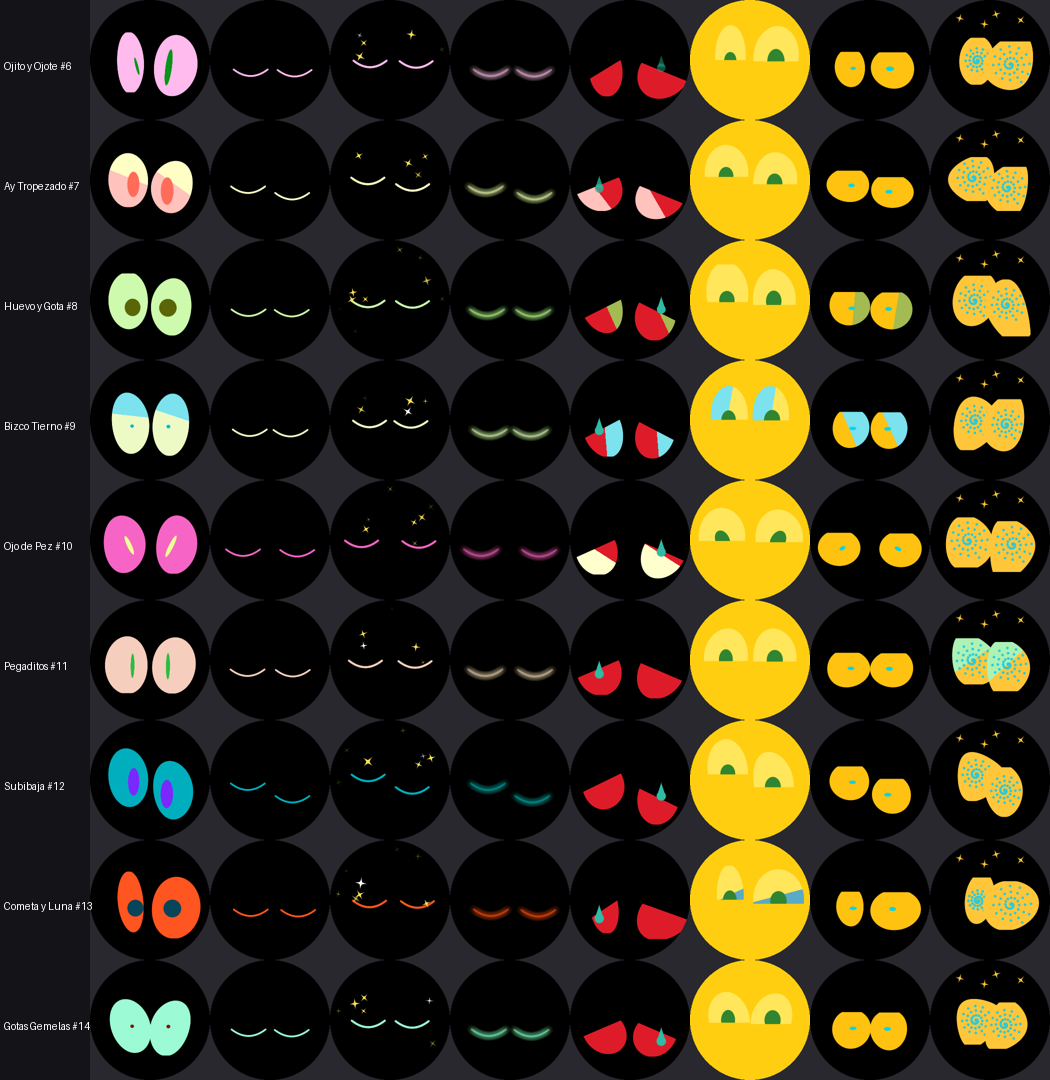 Ojito y Ojote #6
Ay Tropezado #7
Huevo y Gota #8
Bizco Tierno #9
Ojo de Pez #10
Pegaditos #11
Subibaja #12
Cometa y Luna #13
Gotas Gemelas #14